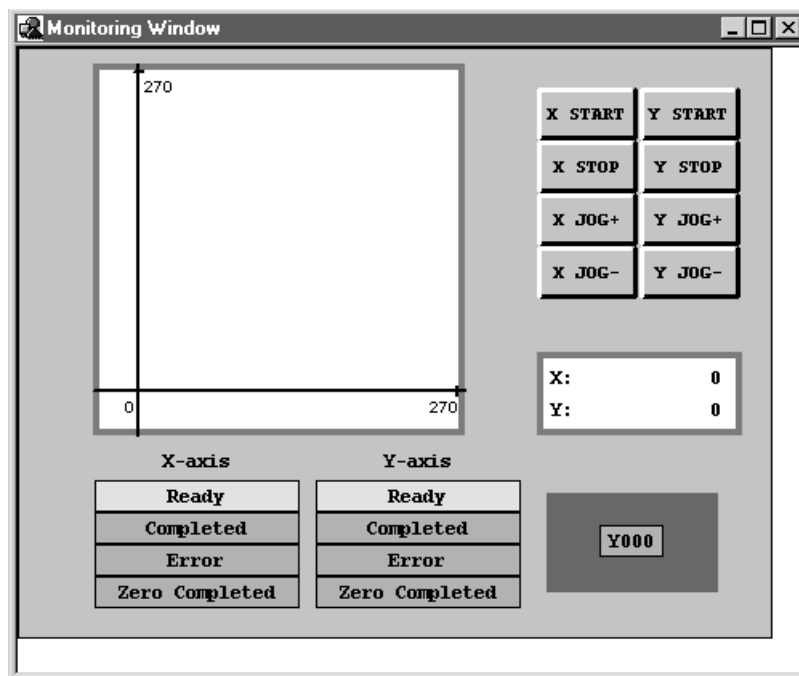 Monitoring Window
270
0
270
X START Y START
X STOP Y STOP
X JOG+ Y JOG+
X JOG- Y JOG-
X: 0
Y: 0
X-axis Y-axis
Ready Ready
Completed Completed
Error Error
Zero Completed Zero Completed
Y000